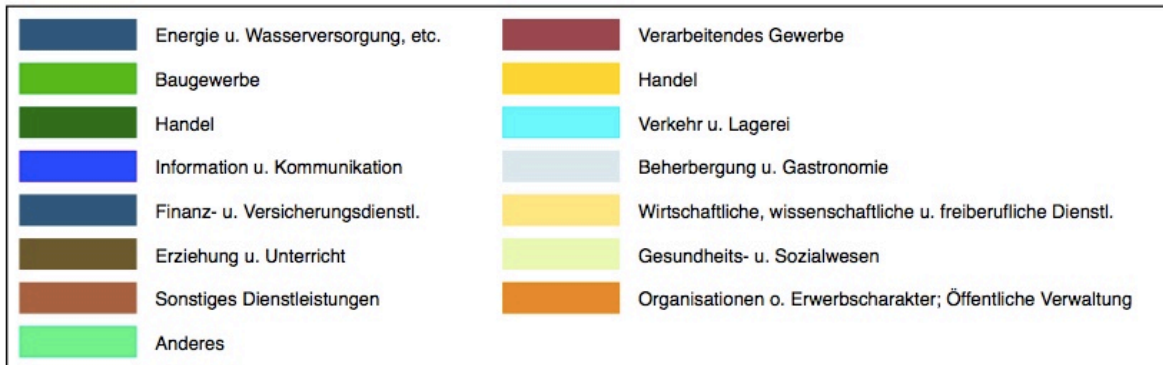 Energie u. Wasserversorgung, etc.
Verarbeitendes Gewerbe
Baugewerbe
Handel
Handel
Verkehr u. Lagerei
Information u. Kommunikation
Beherbergung u. Gastronomie
Finanz- u. Versicherungsdienstl.
Wirtschaftliche, wissenschaftliche u. freiberufliche Dienstl.
Erziehung u. Unterricht
Gesundheits- u. Sozialwesen
Sonstiges Dienstleistungen
Organisationen o. Erwerbscharakter; Öffentliche Verwaltung
Anderes